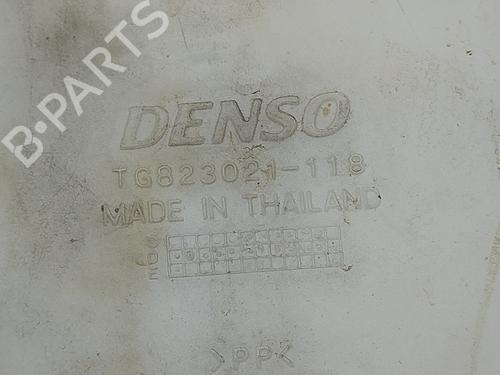 B-PARTS
DENSO
TG823021-118
MADE IN THAILAND
>PP<